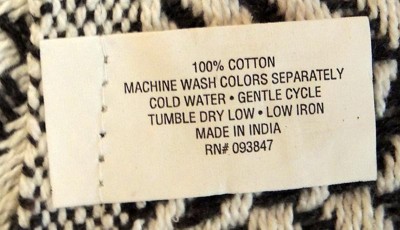 100% COTTON
MACHINE WASH COLORS SEPARATELY
COLD WATER • GENTLE CYCLE
TUMBLE DRY LOW • LOW IRON
MADE IN INDIA
RN# 093847